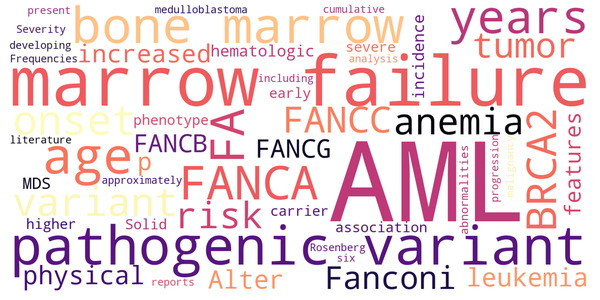 present
medulloblastoma
cumulative
years
Severity
bone marrow
developing
increased
hematologic
severe
incidence
tumor
Frequencies
analysis
marrow failure
including
early
onset
phenotype
FA
FANCC
anemia
BRCA2
features
literature
FANCB
FANCG
age
p
AML
abnormalities
progression
malignancy
MDS
approximately
FANCA
variant
risk
carrier
higher
Solid
association
pathogenic variant
Rosenberg
six
physical
reports
Alter
Fanconi
leukemia